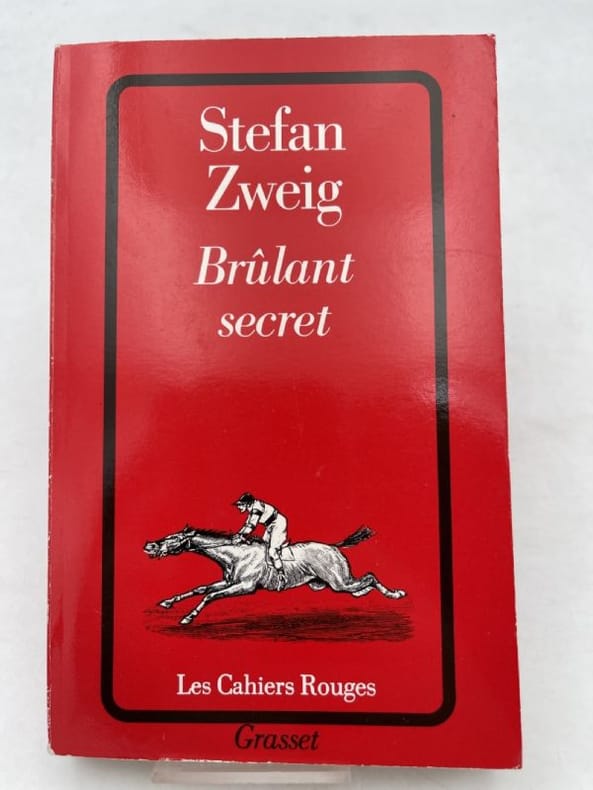 Stefan
Zweig
Brûlant
secret
Les Cahiers Rouges
Grasset